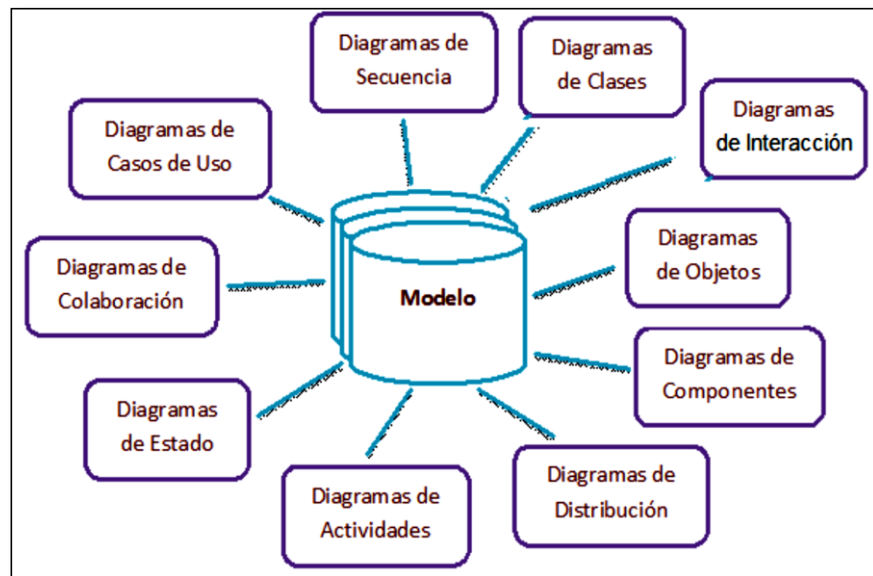 Diagramas de
Secuencia
Diagramas
de Clases
Diagramas
de Interacción
Diagramas de
Casos de Uso
Diagramas
de Objetos
Diagramas de
Colaboración
Modelo
Diagramas de
Componentes
Diagramas
de Estado
Diagramas de
Actividades
Diagramas de
Distribución